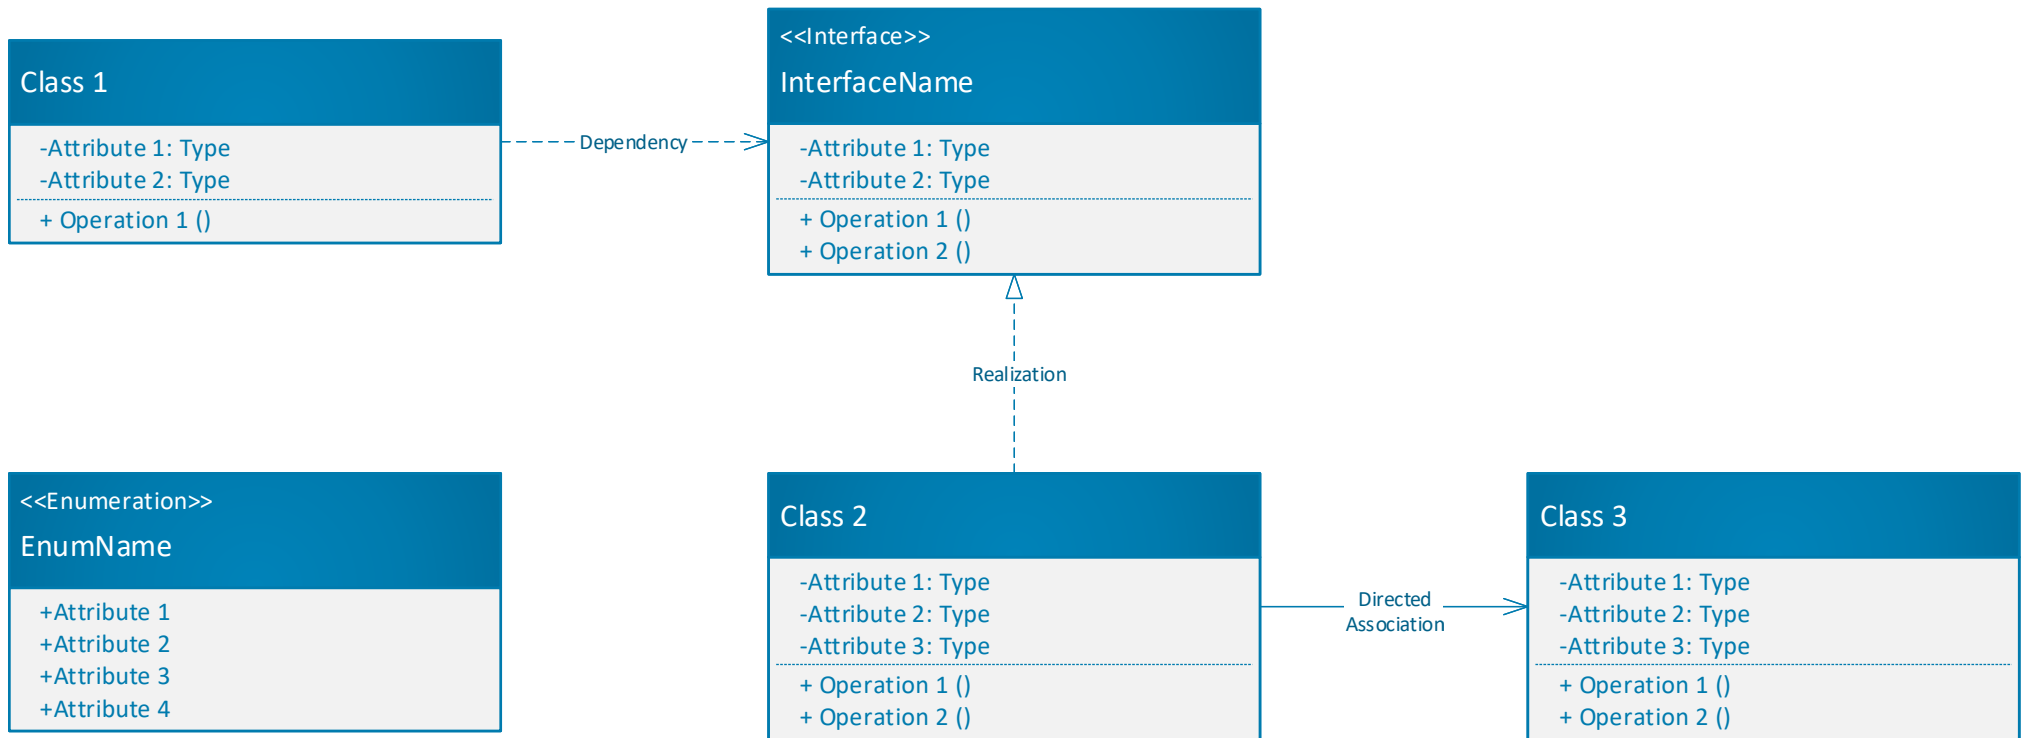 Class 1
-Attribute 1: Type
-Attribute 2: Type
+ Operation 1 ()
Dependency
<<Interface>>
InterfaceName
-Attribute 1: Type
-Attribute 2: Type
+ Operation 1 ()
+ Operation 2 ()
Realization
<<Enumeration>>
EnumName
+Attribute 1
+Attribute 2
+Attribute 3
+Attribute 4
Class 2
-Attribute 1: Type
-Attribute 2: Type
-Attribute 3: Type
+ Operation 1 ()
+ Operation 2 ()
Directed
Association
Class 3
-Attribute 1: Type
-Attribute 2: Type
-Attribute 3: Type
+ Operation 1 ()
+ Operation 2 ()